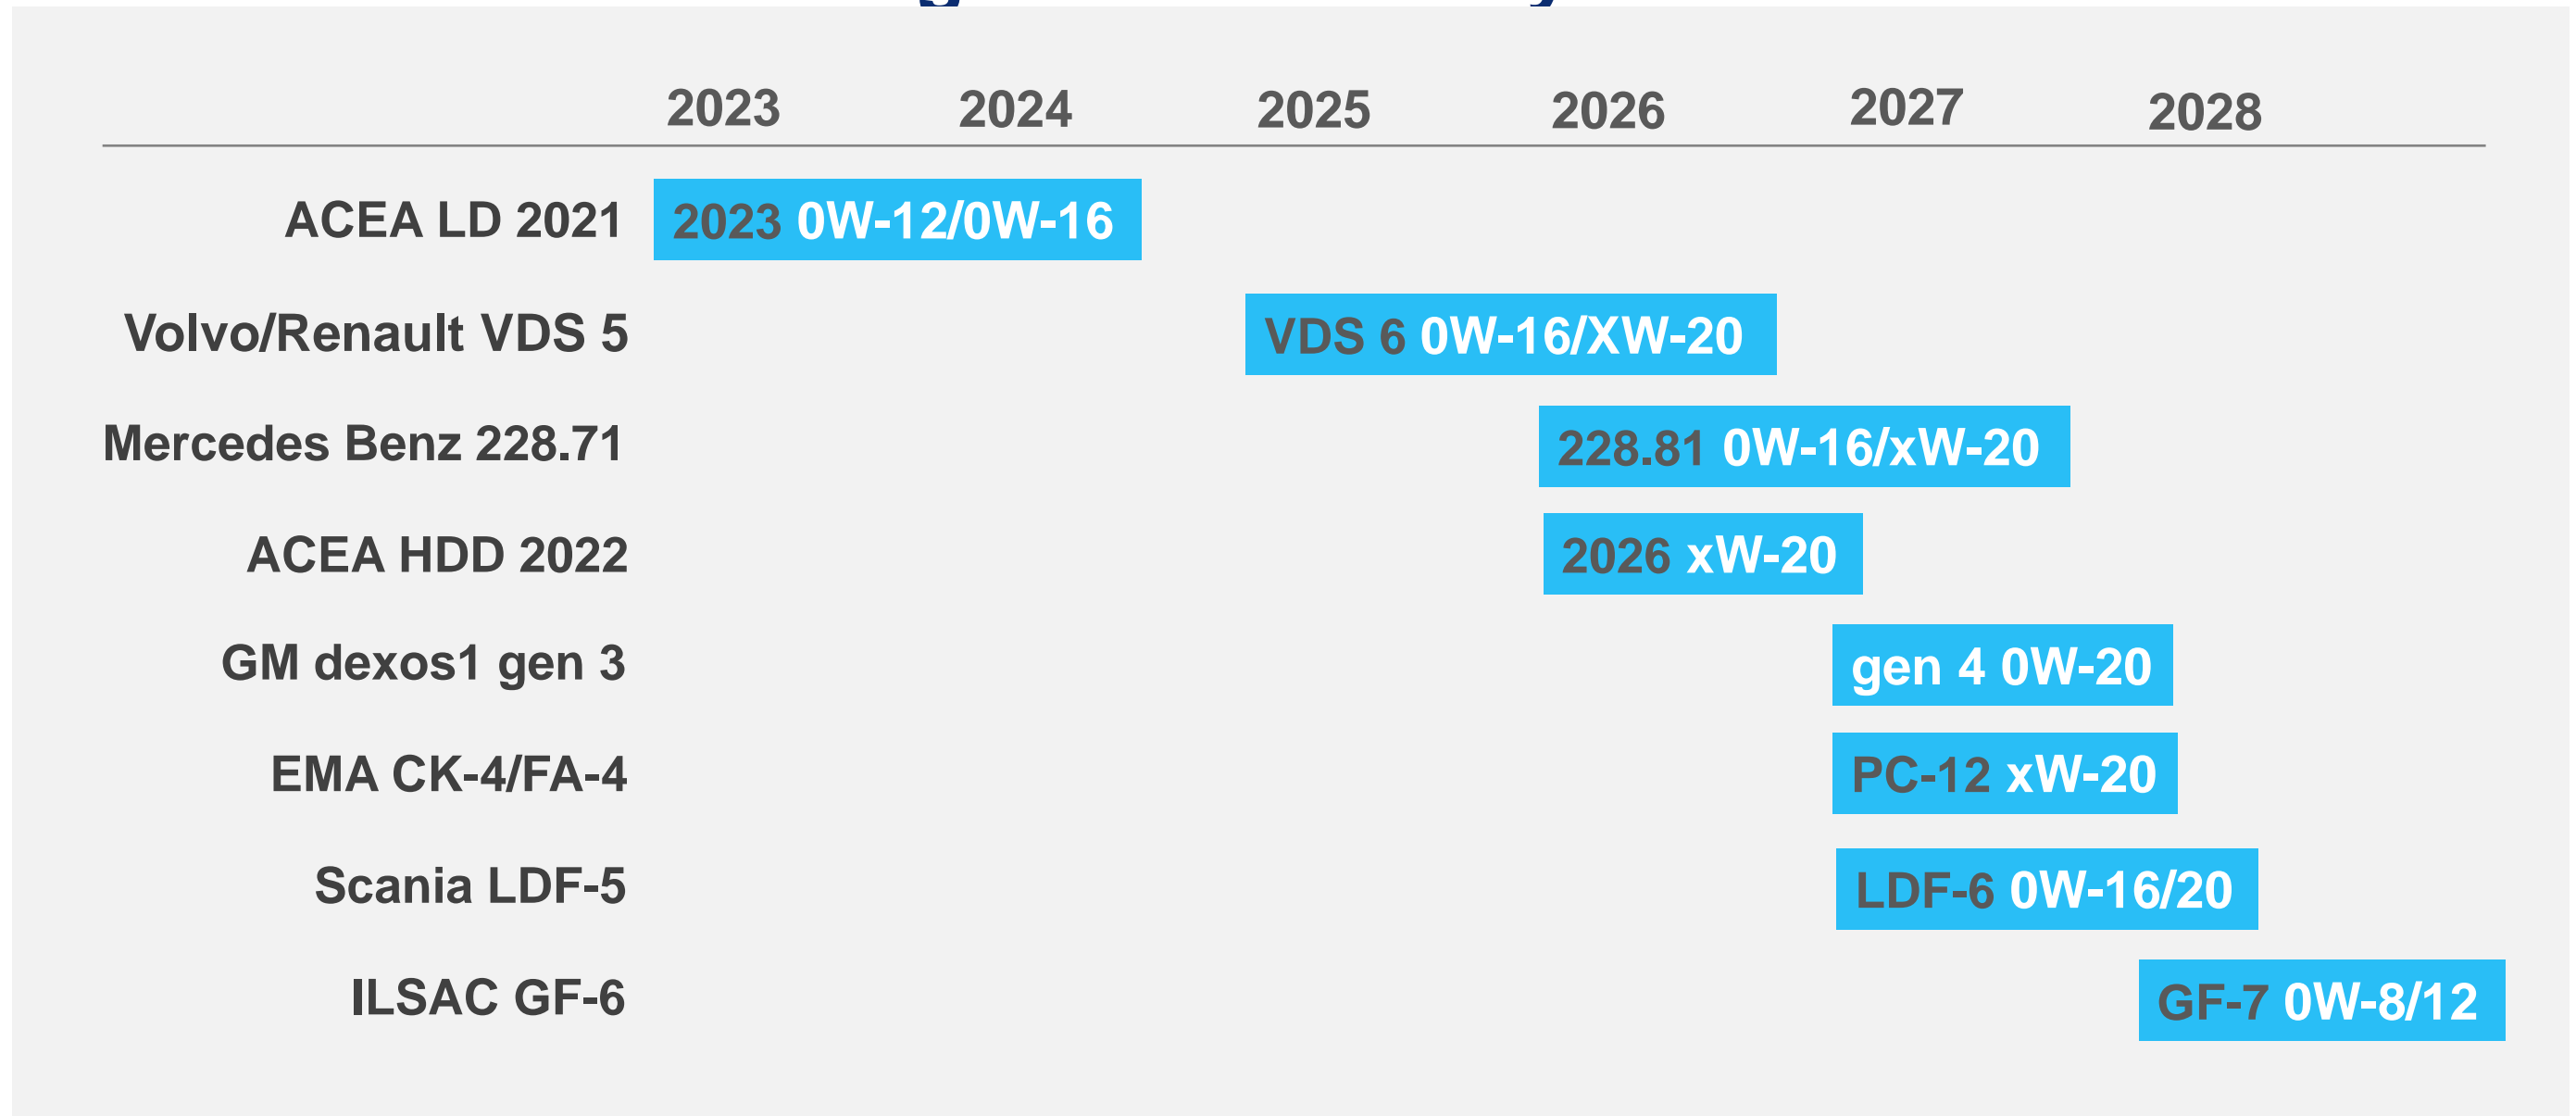 2023 2024 2025 2026 2027 2028
ACEA LD 2021 2023 0W-12/0W-16
Volvo/Renault VDS 5 VDS 6 0W-16/XW-20
Mercedes Benz 228.71 228.81 0W-16/xW-20
ACEA HDD 2022 2026 xW-20
GM dexos1 gen 3 gen 4 0W-20
EMA CK-4/FA-4 PC-12 xW-20
Scania LDF-5 LDF-6 0W-16/20
ILSAC GF-6 GF-7 0W-8/12